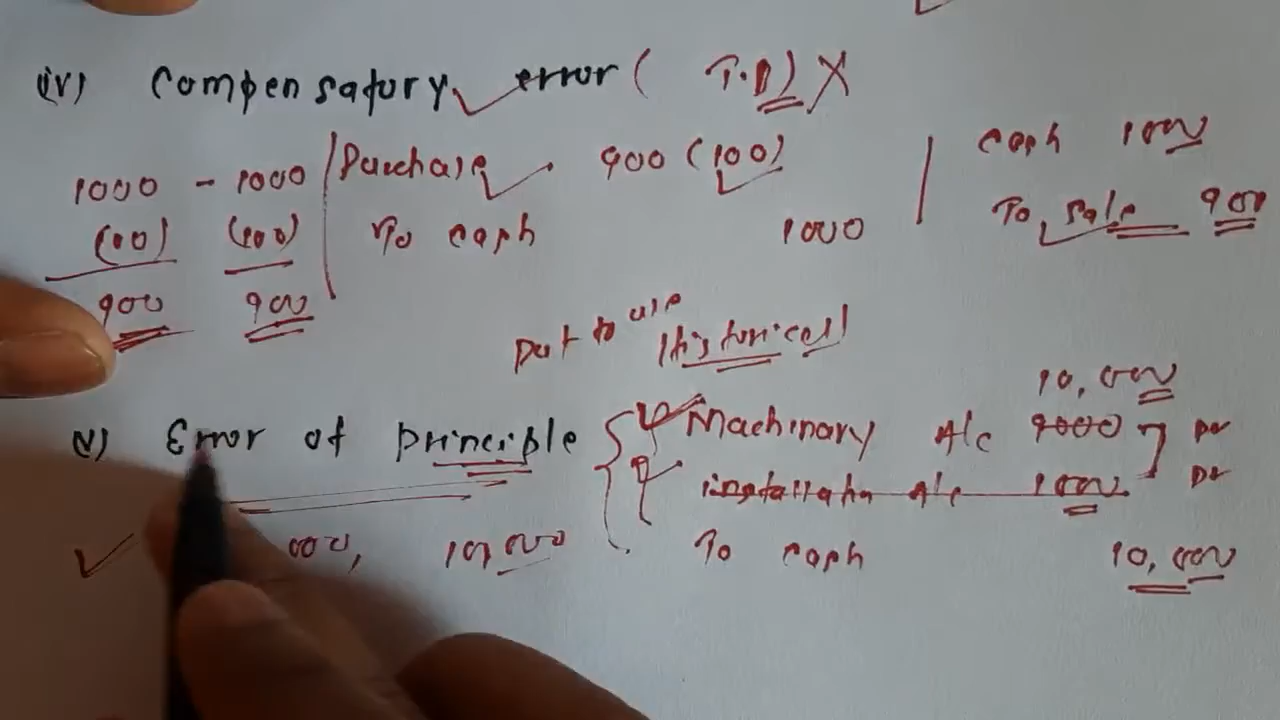 (iv) Compensatory error ( T.B) X
1000 - 1000 Purchase 900 (100) cash 1000
(100) (100) To cash 1000 To sale 900
900 900
put to use Historical
10,000
(v) Error of principle Machinary A/c 9000 Dr
installation A/c 1000 Dr
000, 10,000 To cash 10,000